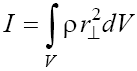 I = ∫_V ρ r_⊥^2 dV